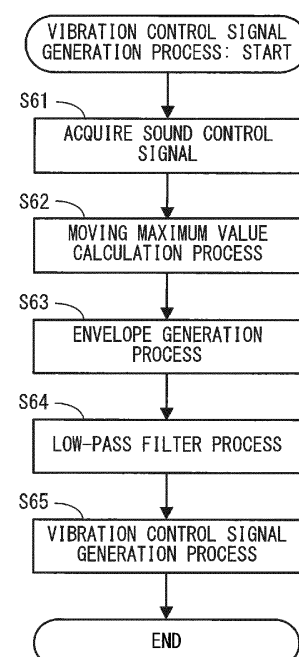 VIBRATION CONTROL SIGNAL
GENERATION PROCESS: START
S61
ACQUIRE SOUND CONTROL
SIGNAL
S62
MOVING MAXIMUM VALUE
CALCULATION PROCESS
S63
ENVELOPE GENERATION
PROCESS
S64
LOW-PASS FILTER PROCESS
S65
VIBRATION CONTROL SIGNAL
GENERATION PROCESS
END